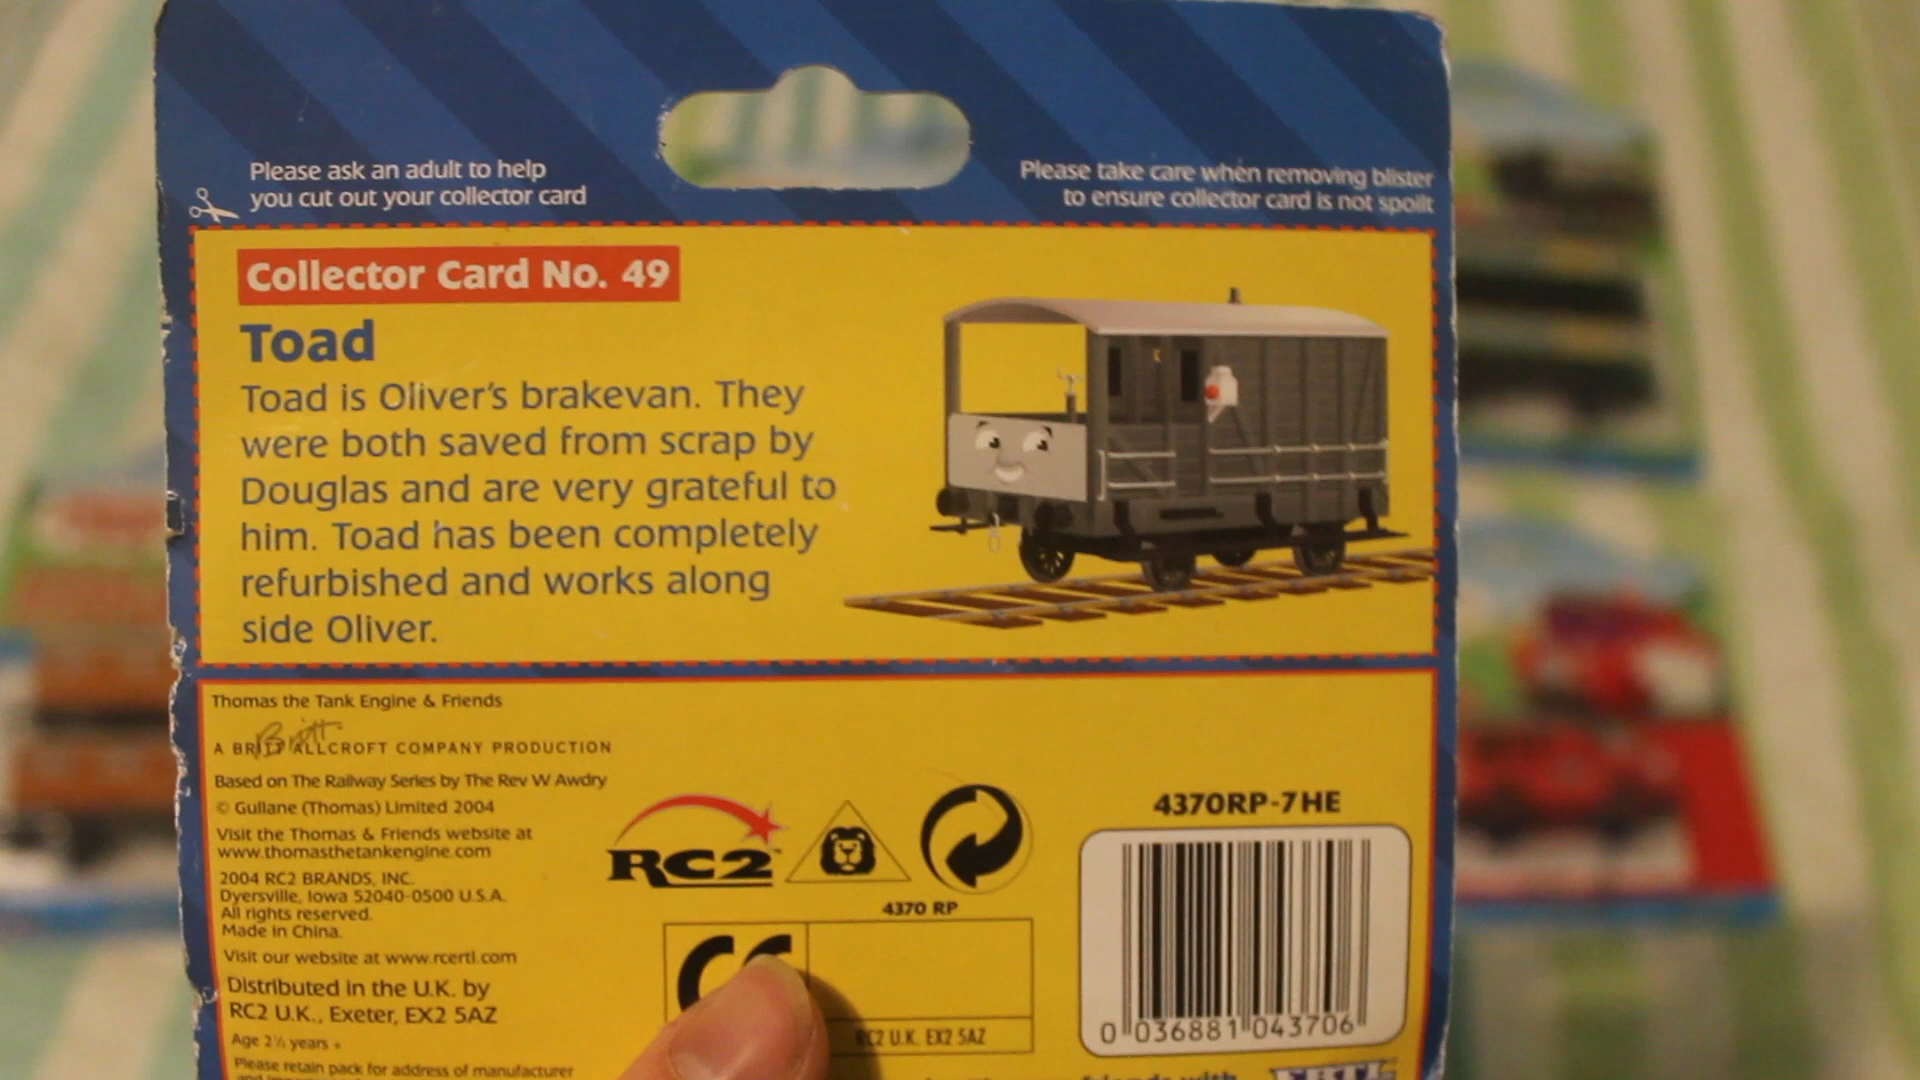 Please ask an adult to help
you cut out your collector card
Please take care when removing blister
to ensure collector card is not spoilt
Collector Card No. 49
Toad
Toad is Oliver's brakevan. They
were both saved from scrap by
Douglas and are very grateful to
him. Toad has been completely
refurbished and works along
side Oliver.
Thomas the Tank Engine & Friends
Britt
A BRITT ALLCROFT COMPANY PRODUCTION
Based on The Railway Series by The Rev W Awdry
© Gullane (Thomas) Limited 2004
Visit the Thomas & Friends website at
www.thomasthetankengine.com
2004 RC2 BRANDS, INC.
Dyersville, Iowa 52040-0500 U.S.A.
All rights reserved.
Made in China.
Visit our website at www.rcertl.com
Distributed in the U.K. by
RC2 U.K., Exeter, EX2 5AZ
Age 2½ years +
Please retain pack for address of manufacturer
RC2
4370 RP
CE
RC2 U.K. EX2 5AZ
4370RP-7HE
0 036881 043706
friends with
ERTL